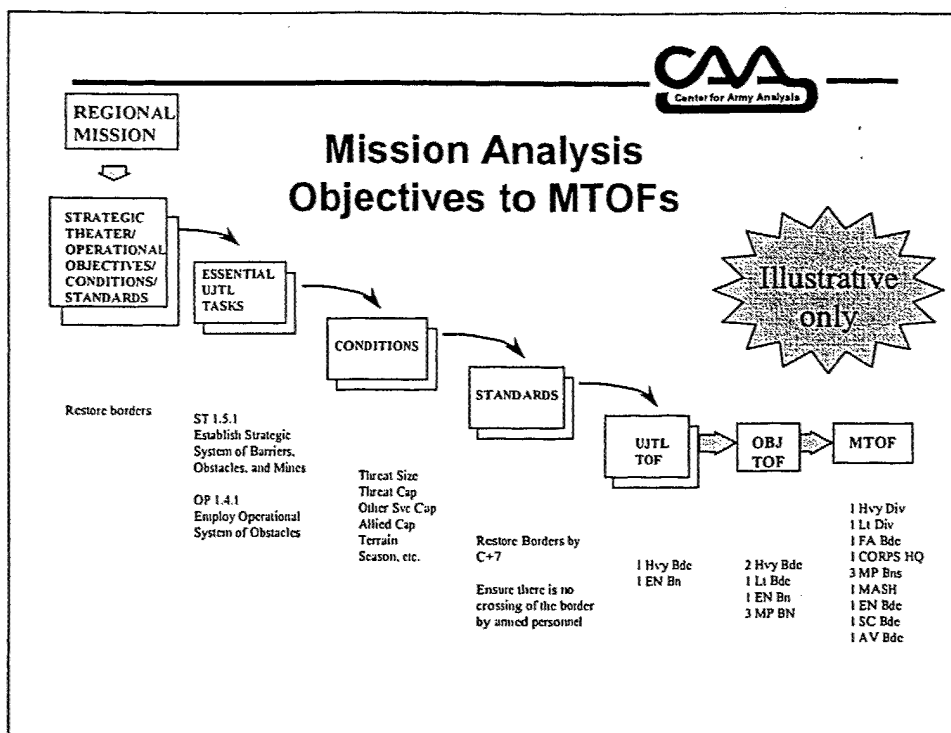 CAA
Center for Army Analysis
REGIONAL
MISSION
Mission Analysis
Objectives to MTOFs
STRATEGIC
THEATER/
OPERATIONAL
OBJECTIVES/
CONDITIONS/
STANDARDS
ESSENTIAL
UJTL
TASKS
CONDITIONS
STANDARDS
UJTL
TOF
OBJ
TOF
MTOF
Illustrative
only
Restore borders
ST 1.5.1
Establish Strategic
System of Barriers,
Obstacles, and Mines
OP 1.4.1
Employ Operational
System of Obstacles
Threat Size
Threat Cap
Other Svc Cap
Allied Cap
Terrain
Season, etc.
Restore Borders by
C+7
Ensure there is no
crossing of the border
by armed personnel
1 Hvy Bde
1 EN Bn
2 Hvy Bde
1 Lt Bde
1 EN Bn
3 MP BN
1 Hvy Div
1 Lt Div
1 FA Bde
1 CORPS HQ
3 MP Bns
1 MASH
1 EN Bde
1 SC Bde
1 AV Bde